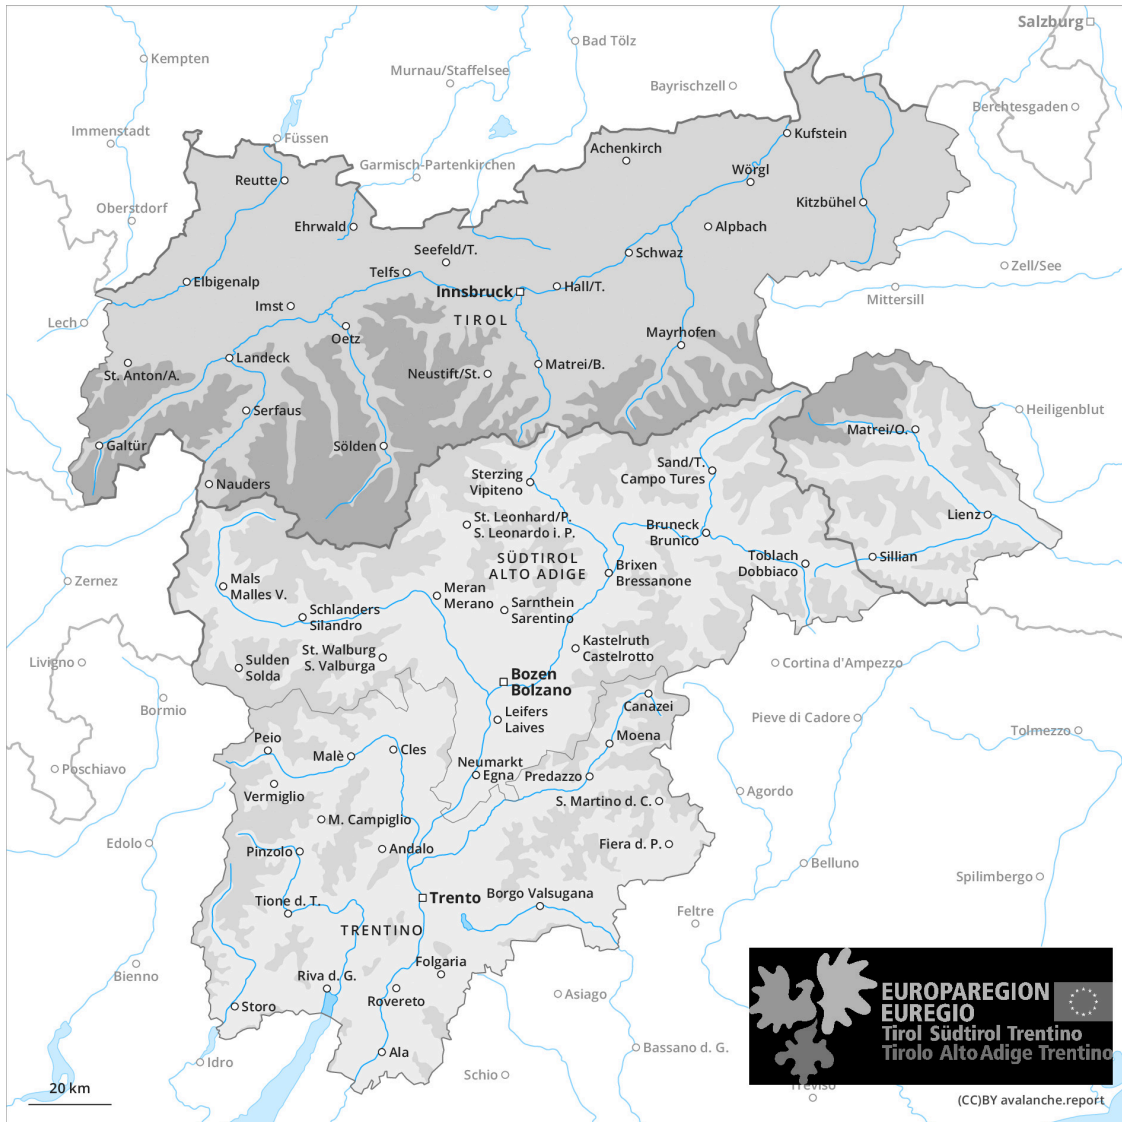 Salzburg
Bad Tölz
Kempten
Murnau/Staffelsee
Bayrischzell
Berchtesgaden
Immenstadt
Füssen
Kufstein
Achenkirch
Garmisch-Partenkirchen
Wörgl
Reutte
Kitzbühel
Oberstdorf
Ehrwald
Alpbach
Seefeld/T.
Schwaz
Zell/See
Telfs
Elbigenalp
Innsbruck
Hall/T.
Mittersill
Imst
TIROL
Lech
Oetz
Mayrhofen
Landeck
Matrei/B.
St. Anton/A.
Neustift/St.
Serfaus
Heiligenblut
Matrei/O.
Galtür
Sölden
Sand/T.
Campo Tures
Sterzing
Vipiteno
Nauders
Lienz
St. Leonhard/P.
S. Leonardo i. P.
Bruneck
Brunico
SÜDTIROL
ALTO ADIGE
Toblach
Dobbiaco
Sillian
Brixen
Bressanone
Zernez
Mals
Malles V.
Meran
Merano
Sarnthein
Sarentino
Schlanders
Silandro
Kastelruth
Castelrotto
St. Walburg
S. Valburga
Livigno
Sulden
Solda
Cortina d'Ampezzo
Bozen
Bolzano
Bormio
Canazei
Leifers
Laives
Pieve di Cadore
Tolmezzo
Moena
Peio
Malè
Cles
Neumarkt
Egna
Predazzo
Poschiavo
Vermiglio
Agordo
S. Martino d. C.
M. Campiglio
Edolo
Pinzolo
Andalo
Fiera d. P.
Belluno
Spilimbergo
Trento
Borgo Valsugana
Tione d. T.
Feltre
TRENTINO
Bienno
Riva d. G.
Folgaria
Storo
Rovereto
Asiago
EUROPAREGION
EUREGIO
Tirol Südtirol Trentino
Tirolo Alto Adige Trentino
Ala
Idro
Bassano d. G.
Schio
20 km
Treviso
(CC)BY avalanche.report